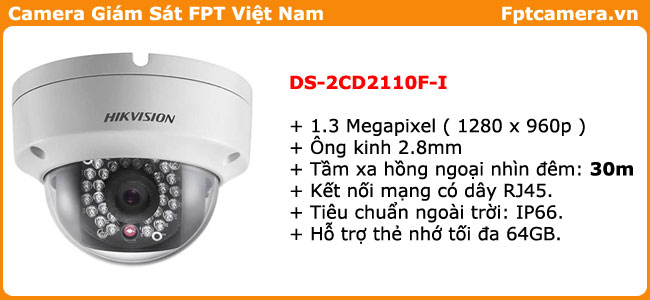 Camera Giám Sát FPT Việt Nam
Fptcamera.vn
HIKVISION
DS-2CD2110F-I
+ 1.3 Megapixel ( 1280 x 960p )
+ Ông kinh 2.8mm
+ Tầm xa hồng ngoại nhìn đêm: 30m
+ Kết nối mạng có dây RJ45.
+ Tiêu chuẩn ngoài trời: IP66.
+ Hỗ trợ thẻ nhớ tối đa 64GB.